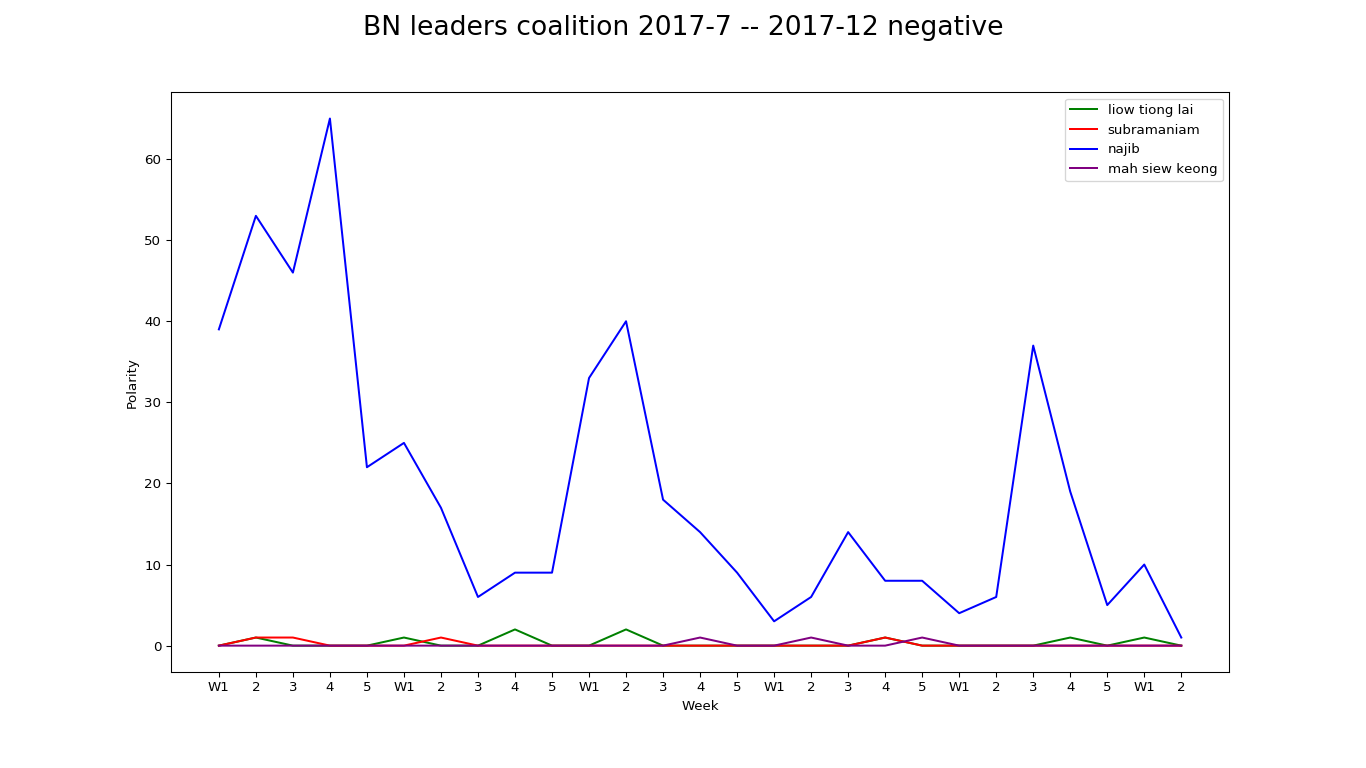 BN leaders coalition 2017-7 -- 2017-12 negative
liow tiong lai
subramaniam
najib
mah siew keong
60
50
40
30
20
10
0
Polarity
W1 2 3 4 5 W1 2 3 4 5 W1 2 3 4 5 W1 2 3 4 5 W1 2 3 4 5 W1 2
Week